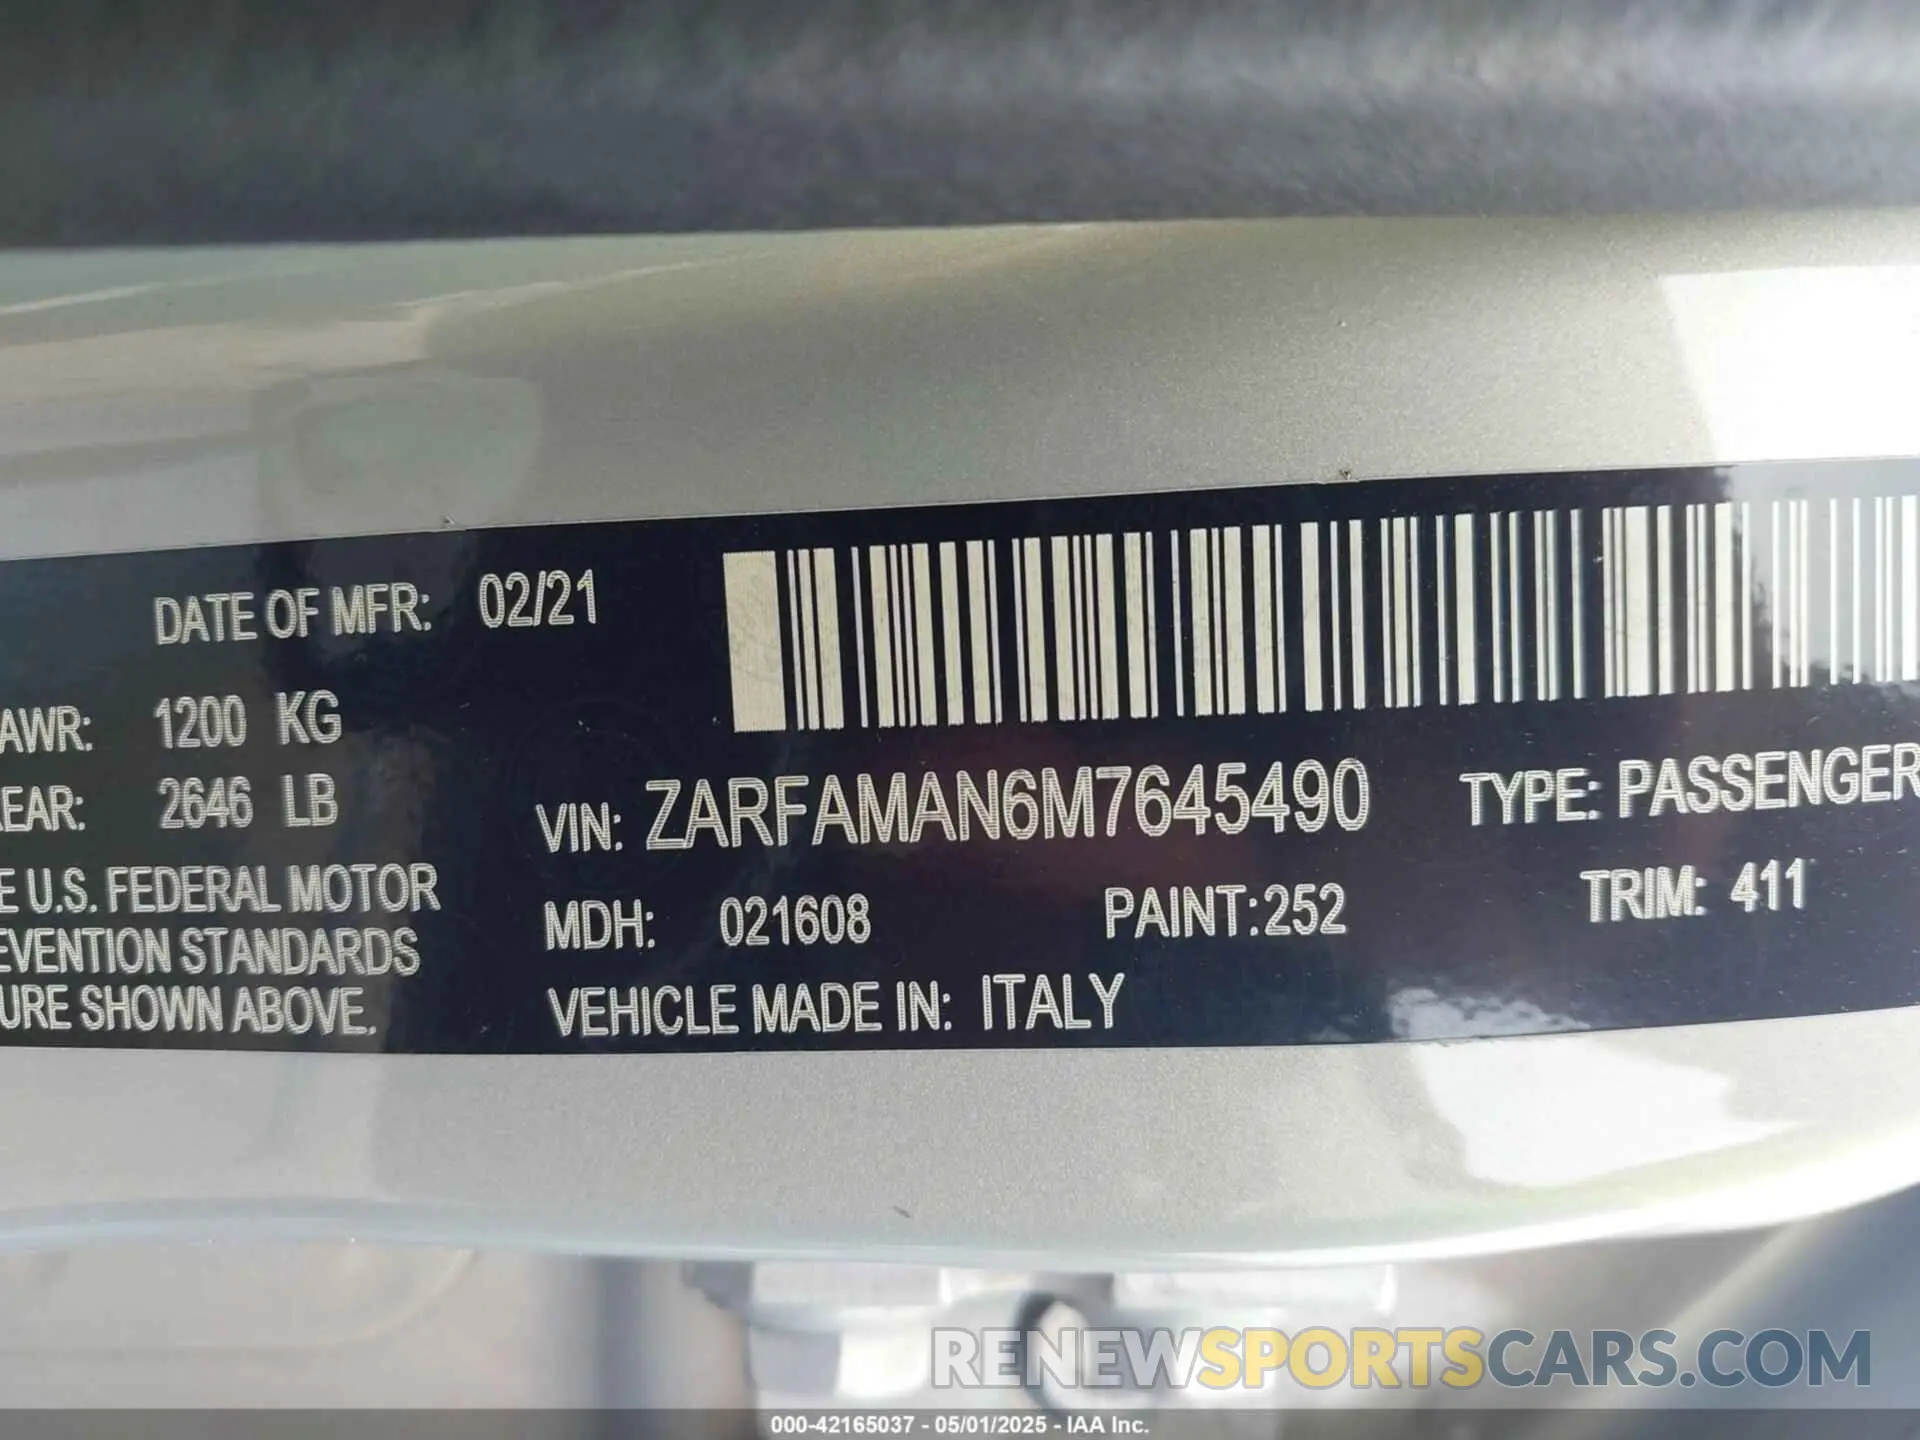 DATE OF MFR: 02/21
AWR: 1200 KG
EAR: 2646 LB
E U.S. FEDERAL MOTOR
EVENTION STANDARDS
URE SHOWN ABOVE.
VIN: ZARFAMAN6M7645490 TYPE: PASSENGER
MDH: 021608 PAINT:252 TRIM: 411
VEHICLE MADE IN: ITALY
RENEWSPORTSCARS.COM
000-42165037 - 05/01/2025 - IAA Inc.